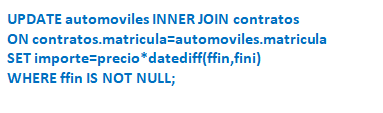 UPDATE automoviles INNER JOIN contratos
ON contratos.matricula=automoviles.matricula
SET importe=precio*datediff(ffin,fini)
WHERE ffin IS NOT NULL;